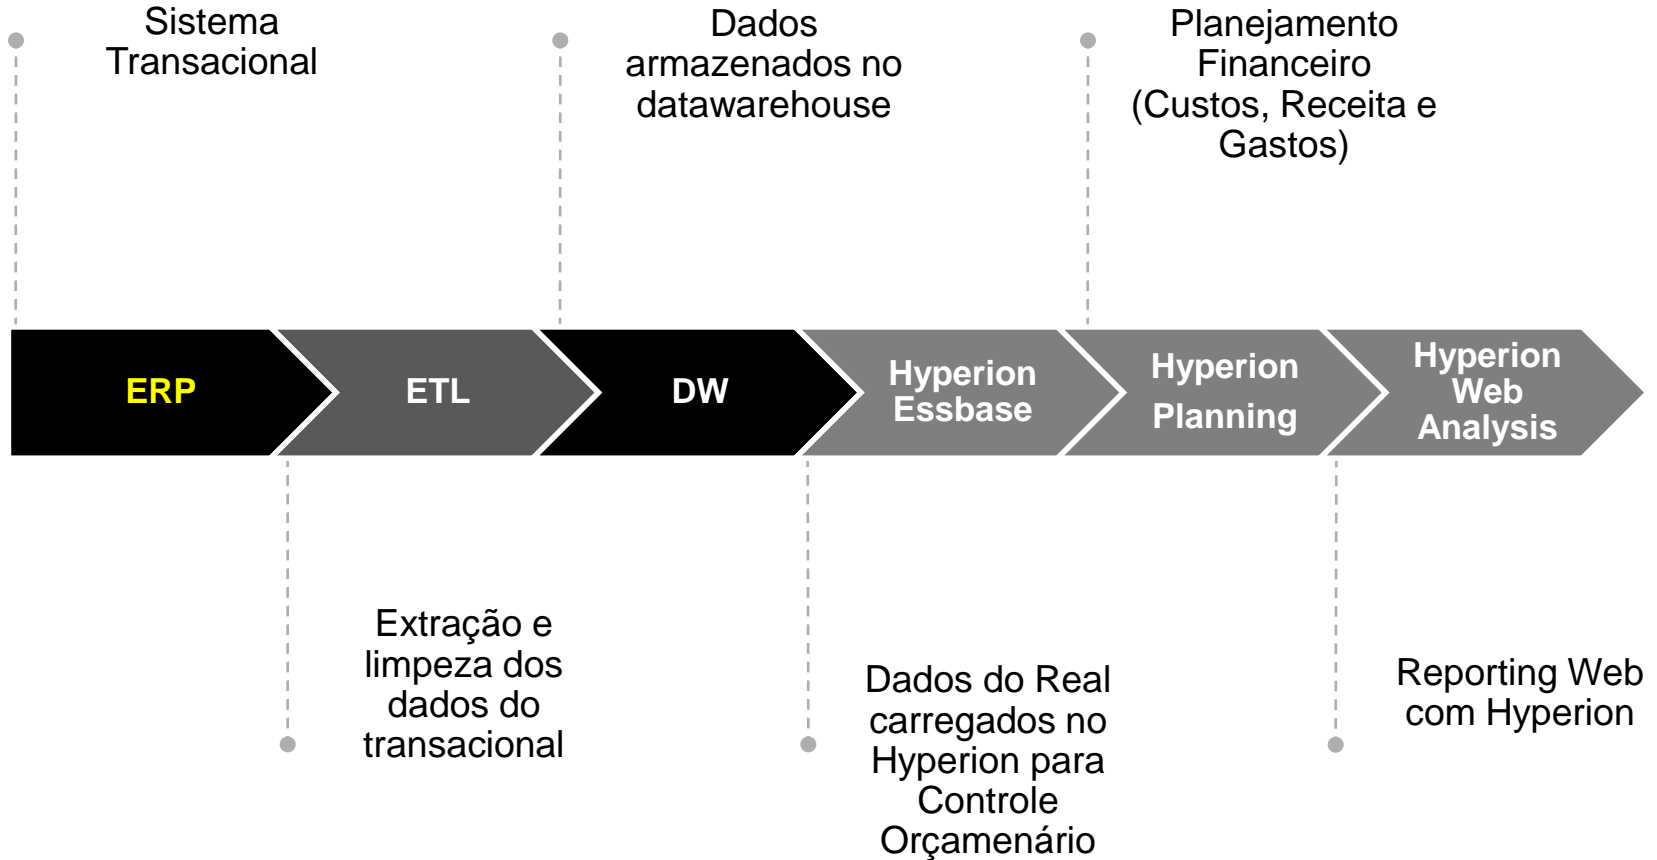 Sistema
Transacional
Dados
armazenados no
datawarehouse
Planejamento
Financeiro
(Custos, Receita e
Gastos)
ERP
ETL
DW
Hyperion
Essbase
Hyperion
Planning
Hyperion
Web
Analysis
Extração e
limpeza dos
dados do
transacional
Dados do Real
carregados no
Hyperion para
Controle
Orçamenário
Reporting Web
com Hyperion